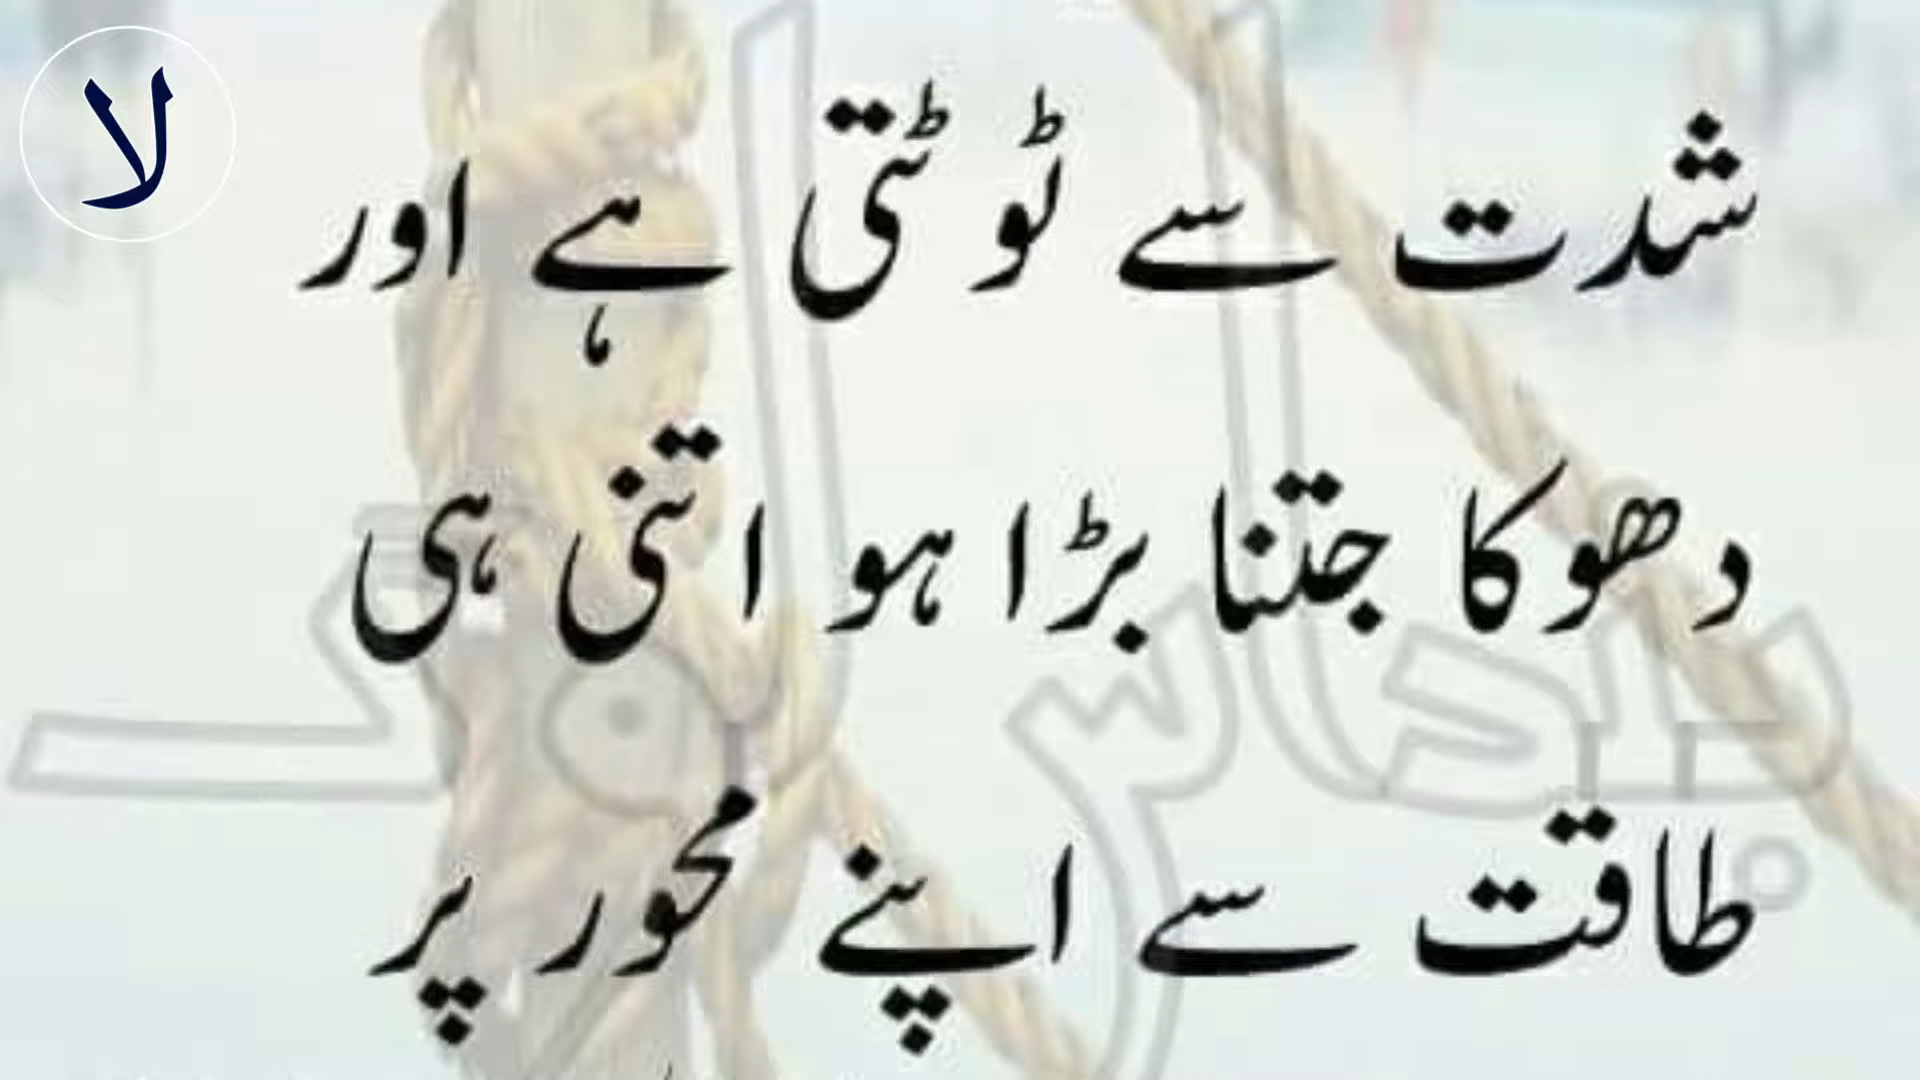 لا
شدت سے ٹوٹتی ہے اور
دھوکا جتنا بڑا ہو اتنی ہی
طاقت سے اپنے محور پر